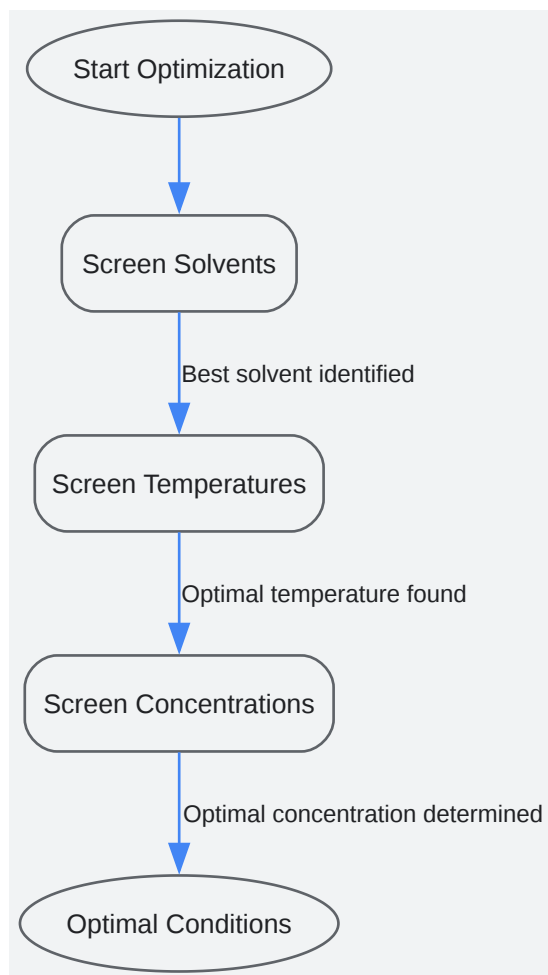 Start Optimization
Screen Solvents
Best solvent identified
Screen Temperatures
Optimal temperature found
Screen Concentrations
Optimal concentration determined
Optimal Conditions